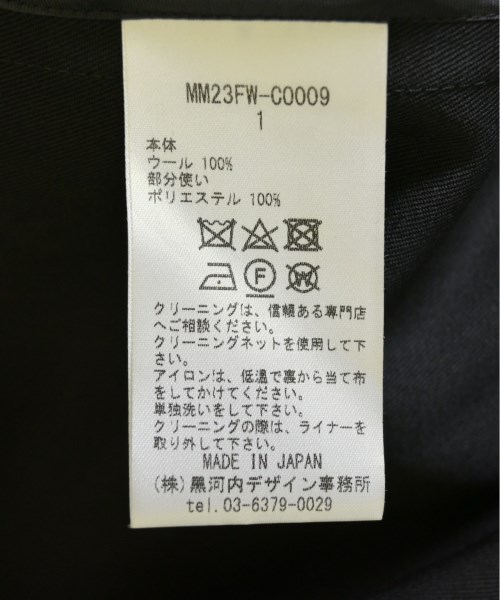 MM23FW-C0009
1
本体
ウール 100%
部分使い
ポリエステル 100%
F
W
クリーニングは、信頼ある専門店
へご相談ください。
クリーニングネットを使用して下
さい。
アイロンは、低温で裏から当て布
をしてかけてください。
単独洗いをして下さい。
クリーニングの際は、ライナーを
取り外して下さい。
MADE IN JAPAN
(株)黒河内デザイン事務所
tel.03-6379-0029